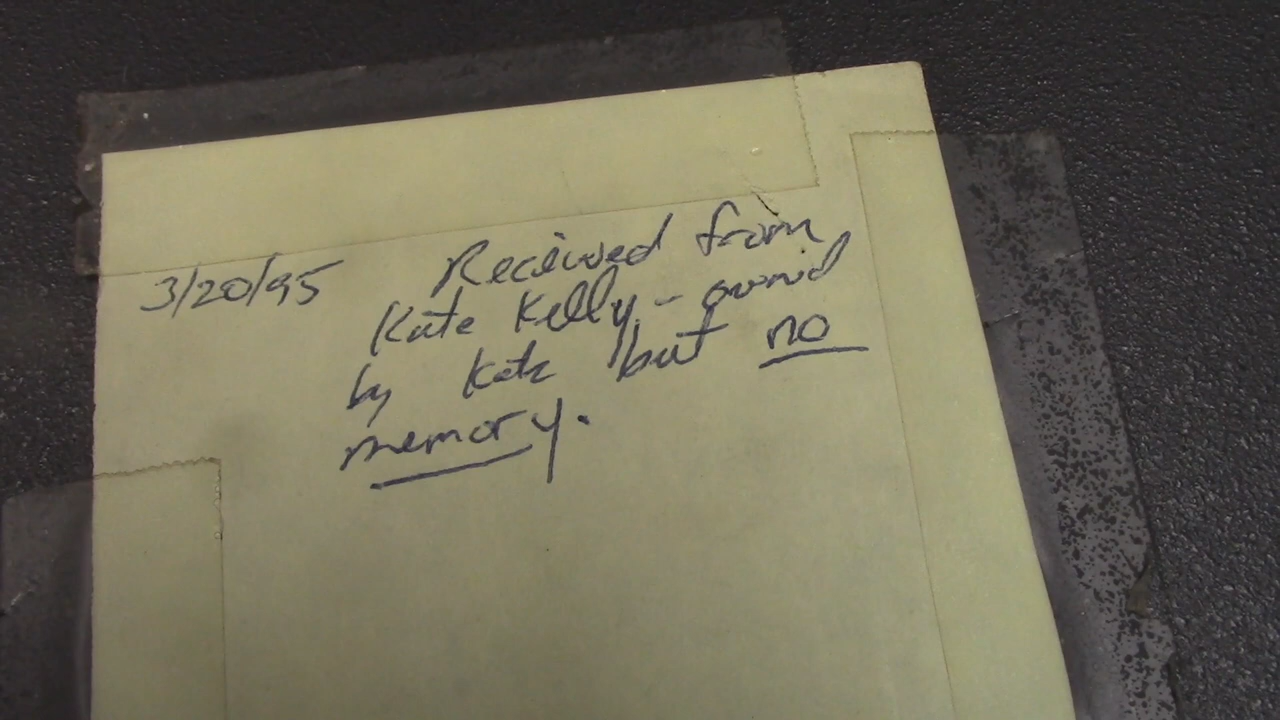 3/20/95 Received from
Kate Kelly - owned
by Kate but no
memory.